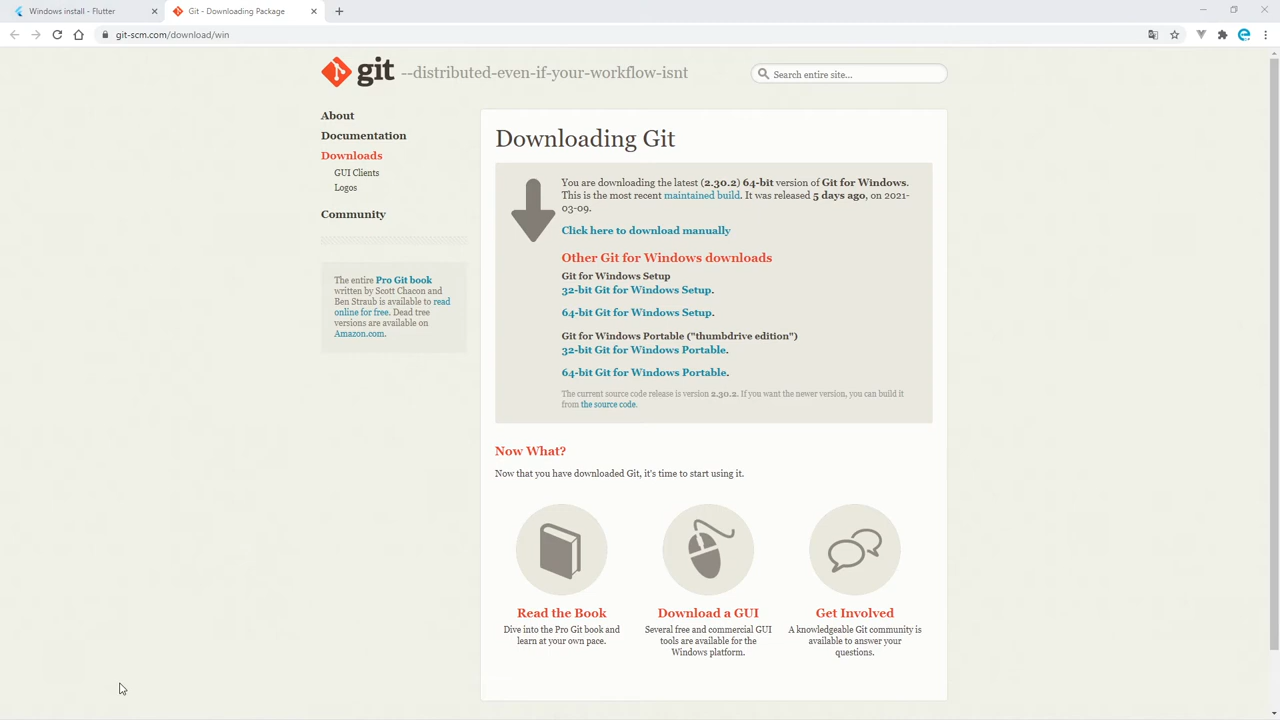 Windows install - Flutter
Git - Downloading Package
git-scm.com/download/win
git --distributed-even-if-your-workflow-isnt
Search entire site...
About
Documentation
Downloads
GUI Clients
Logos
Community
The entire Pro Git book
written by Scott Chacon and
Ben Straub is available to read
online for free. Dead tree
versions are available on
Amazon.com.
Downloading Git
You are downloading the latest (2.30.2) 64-bit version of Git for Windows.
This is the most recent maintained build. It was released 5 days ago, on 2021-
03-09.
Click here to download manually
Other Git for Windows downloads
Git for Windows Setup
32-bit Git for Windows Setup.
64-bit Git for Windows Setup.
Git for Windows Portable ("thumbdrive edition")
32-bit Git for Windows Portable.
64-bit Git for Windows Portable.
The current source code release is version 2.30.2. If you want the newer version, you can build it
from the source code.
Now What?
Now that you have downloaded Git, it's time to start using it.
Read the Book
Dive into the Pro Git book and
learn at your own pace.
Download a GUI
Several free and commercial GUI
tools are available for the
Windows platform.
Get Involved
A knowledgeable Git community is
available to answer your
questions.